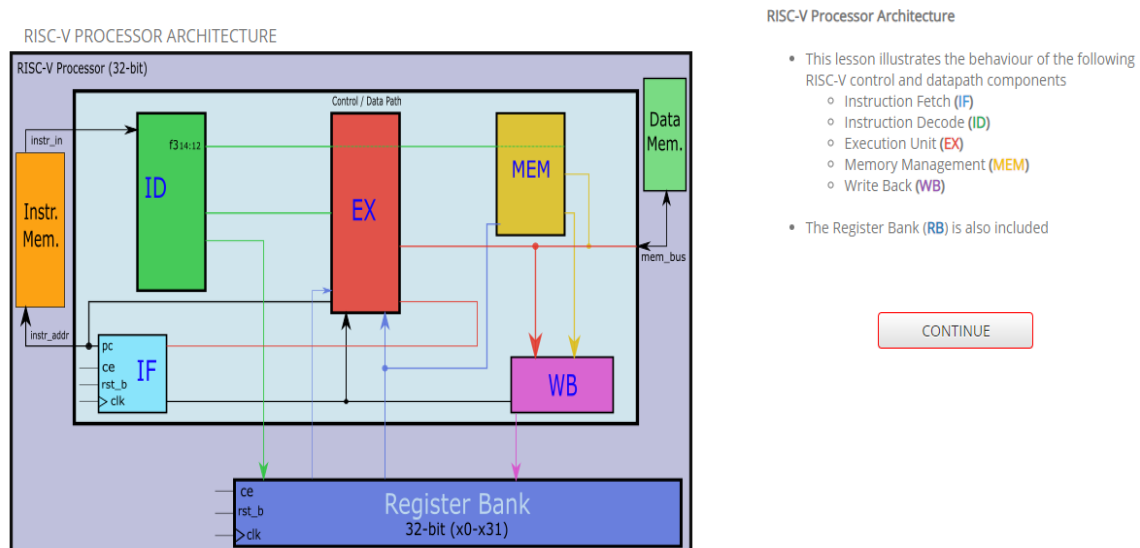 RISC-V PROCESSOR ARCHITECTURE
RISC-V Processor (32-bit)
Control / Data Path
instr_in
f3 14:12
ID
EX
MEM
Data
Mem.
Instr.
Mem.
mem_bus
instr_addr
pc
ce
rst_b
clk
IF
WB
ce
rst_b
clk
Register Bank
32-bit (x0-x31)
RISC-V Processor Architecture
• This lesson illustrates the behaviour of the following
RISC-V control and datapath components
○ Instruction Fetch (IF)
○ Instruction Decode (ID)
○ Execution Unit (EX)
○ Memory Management (MEM)
○ Write Back (WB)
• The Register Bank (RB) is also included
CONTINUE